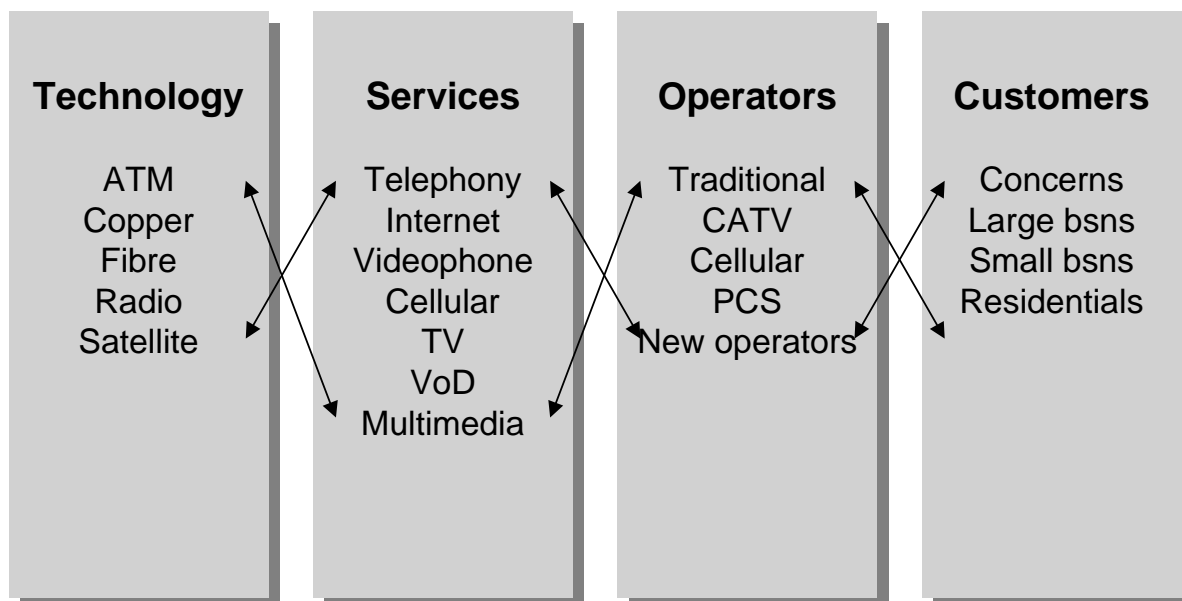 Technology
ATM
Copper
Fibre
Radio
Satellite
Services
Telephony
Internet
Videophone
Cellular
TV
VoD
Multimedia
Operators
Traditional
CATV
Cellular
PCS
New operators
Customers
Concerns
Large bsns
Small bsns
Residentials